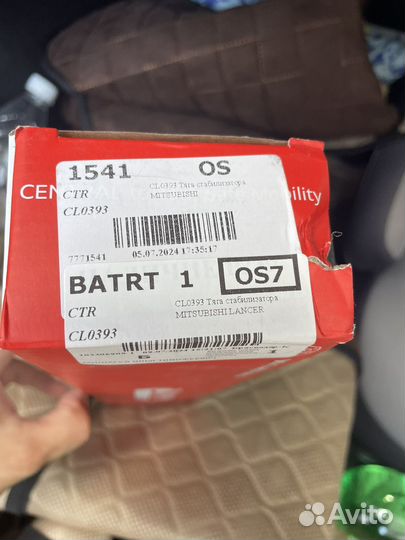 1541 OS
CTR CL0393 Тяга стабилизатора
MITSUBISHI
CL0393
7771541 05.07.2024 17:35:17
BATRT 1 OS7
CTR CL0393 Тяга стабилизатора
MITSUBISHI LANCER
CL0393
Avito